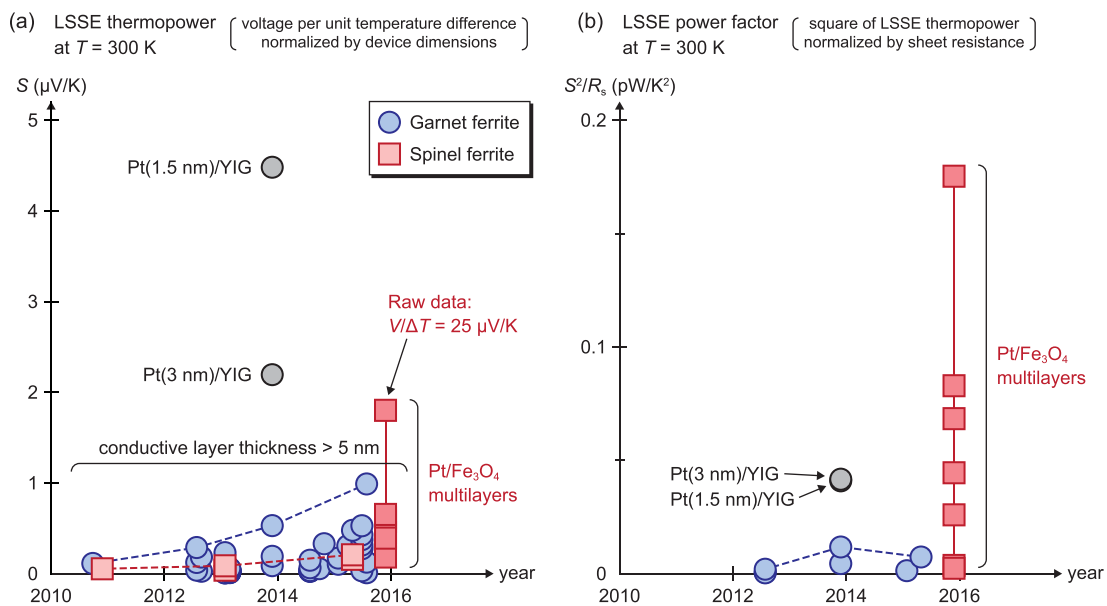 (a) LSSE thermopower
at T = 300 K
voltage per unit temperature difference
normalized by device dimensions
S (μV/K)
5
4
3
2
1
0
2010
2012
2014
2016
year
Garnet ferrite
Spinel ferrite
Pt(1.5 nm)/YIG
Pt(3 nm)/YIG
Raw data:
V/ΔT = 25 μV/K
conductive layer thickness > 5 nm
Pt/Fe₃O₄
multilayers
(b) LSSE power factor
at T = 300 K
square of LSSE thermopower
normalized by sheet resistance
S²/Rₛ (pW/K²)
0.2
0.1
0
2010
2012
2014
2016
year
Pt(3 nm)/YIG
Pt(1.5 nm)/YIG
Pt/Fe₃O₄
multilayers